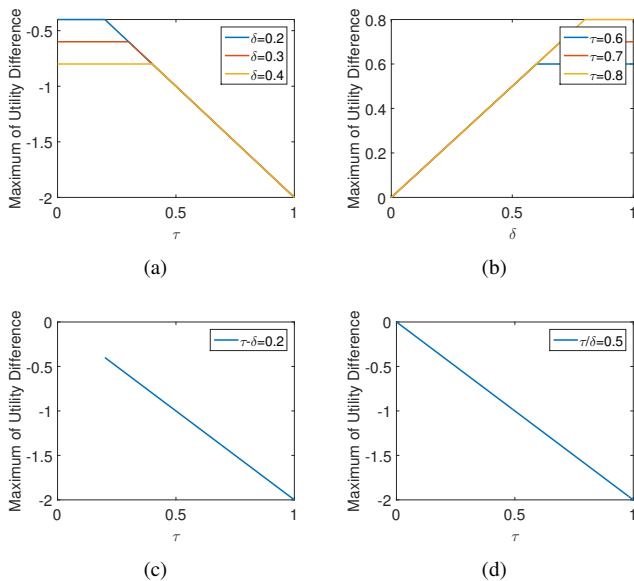 Maximum of Utility Difference
-0.5
-1
-1.5
-2
0
0.5
1
τ
δ=0.2
δ=0.3
δ=0.4
(a)
Maximum of Utility Difference
0.8
0.6
0.4
0.2
0
0
0.5
1
δ
τ=0.6
τ=0.7
τ=0.8
(b)
Maximum of Utility Difference
0
-0.5
-1
-1.5
-2
0
0.5
1
τ
τ-δ=0.2
(c)
Maximum of Utility Difference
0
-0.5
-1
-1.5
-2
0
0.5
1
τ
τ/δ=0.5
(d)